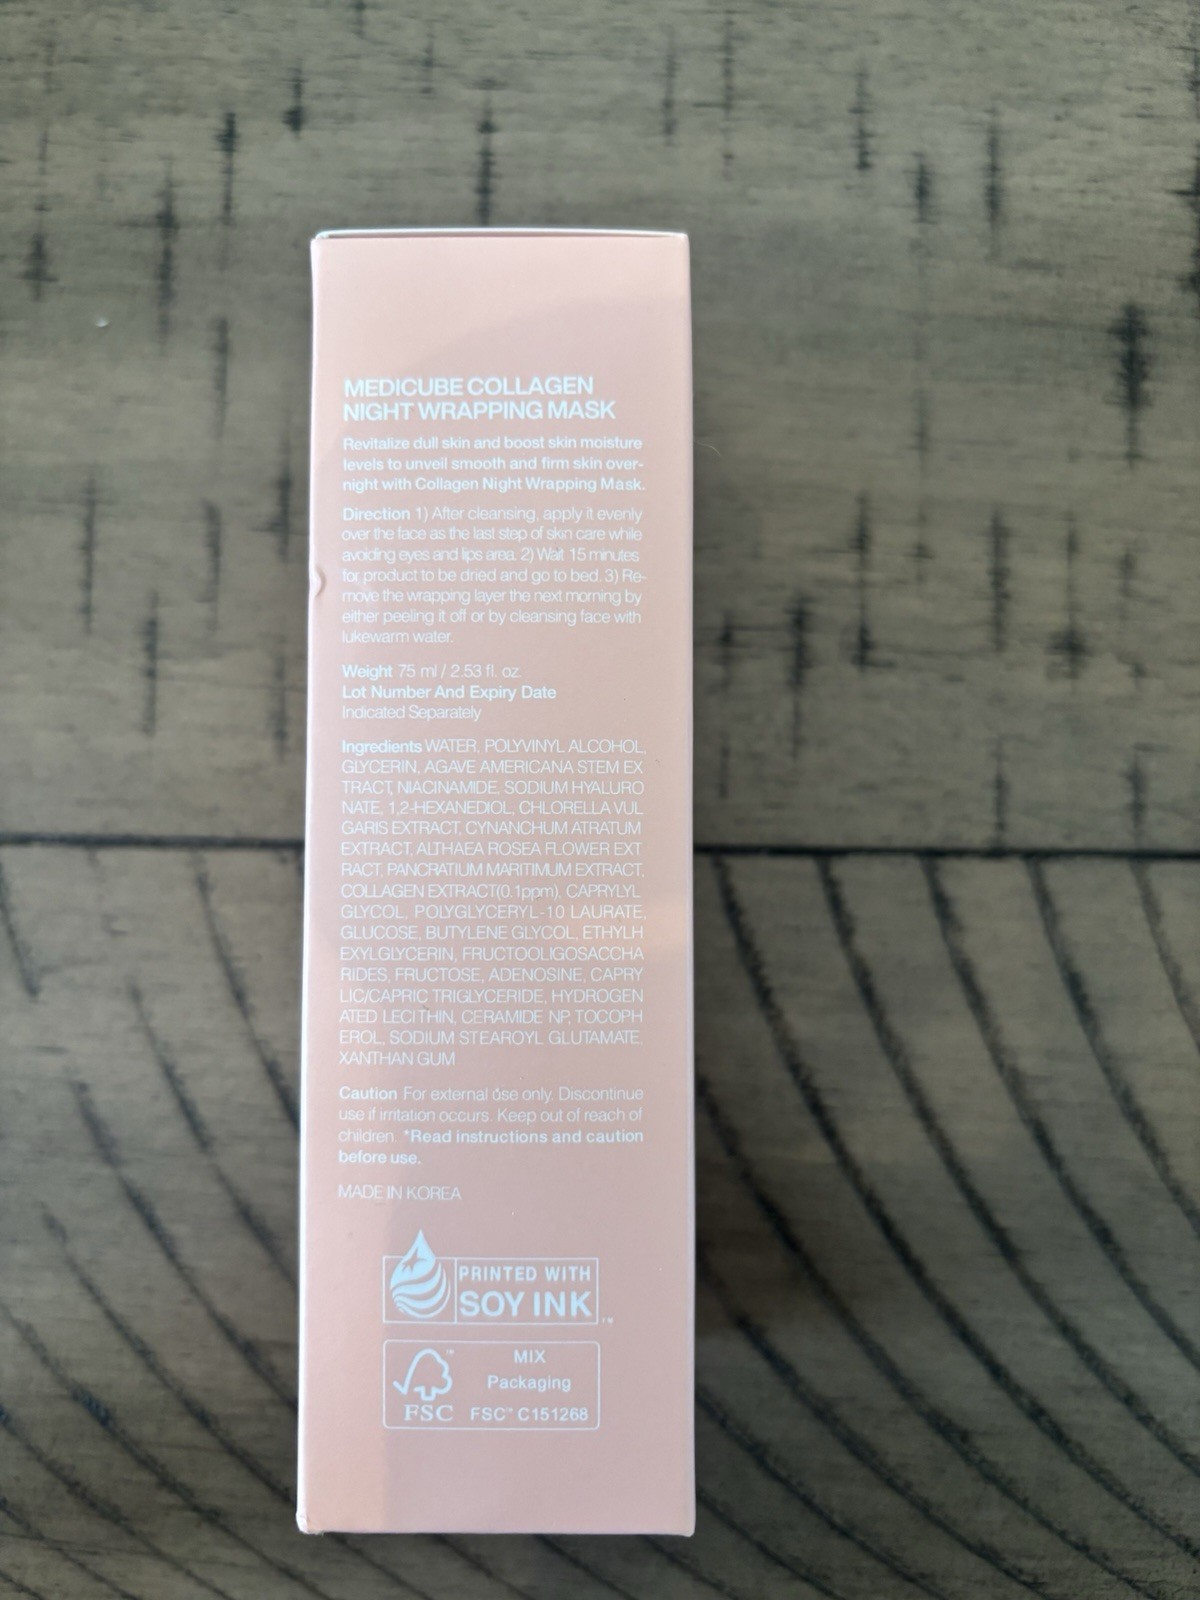 MEDICUBE COLLAGEN
NIGHT WRAPPING MASK
Revitalize dull skin and boost skin moisture
levels to unveil smooth and firm skin over-
night with Collagen Night Wrapping Mask.
Direction 1) After cleansing, apply it evenly
over the face as the last step of skin care while
avoiding eyes and lips area. 2) Wait 15 minutes
for product to be dried and go to bed. 3) Re-
move the wrapping layer the next morning by
either peeling it off or by cleansing face with
lukewarm water.
Weight 75 ml / 2.53 fl. oz.
Lot Number And Expiry Date
Indicated Separately
Ingredients WATER, POLYVINYL ALCOHOL,
GLYCERIN, AGAVE AMERICANA STEM EX
TRACT, NIACINAMIDE, SODIUM HYALURO
NATE, 1,2-HEXANEDIOL, CHLORELLA VUL
GARIS EXTRACT, CYNANCHUM ATRATUM
EXTRACT, ALTHAEA ROSEA FLOWER EXT
RACT, PANCRATIUM MARITIMUM EXTRACT,
COLLAGEN EXTRACT(0.1ppm), CAPRYLYL
GLYCOL, POLYGLYCERYL-10 LAURATE,
GLUCOSE, BUTYLENE GLYCOL, ETHYLH
EXYLGLYCERIN, FRUCTOOLIGOSACCHA
RIDES, FRUCTOSE, ADENOSINE, CAPRY
LIC/CAPRIC TRIGLYCERIDE, HYDROGEN
ATED LECITHIN, CERAMIDE NP, TOCOPH
EROL, SODIUM STEAROYL GLUTAMATE,
XANTHAN GUM
Caution For external use only. Discontinue
use if irritation occurs. Keep out of reach of
children. *Read instructions and caution
before use.
MADE IN KOREA
PRINTED WITH
SOY INK™
MIX
Packaging
FSC FSC™ C151268